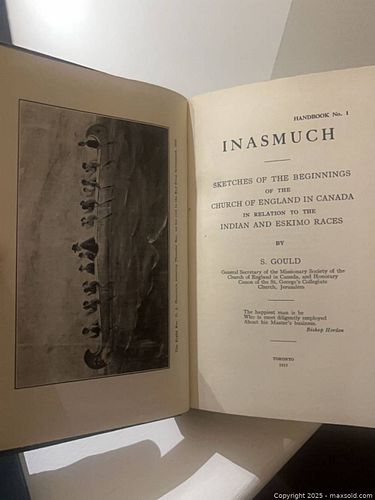 HANDBOOK No. 1
INASMUCH
SKETCHES OF THE BEGINNINGS
OF THE
CHURCH OF ENGLAND IN CANADA
IN RELATION TO THE
INDIAN AND ESKIMO RACES
BY
S. GOULD
General Secretary of the Missionary Society of the
Church of England in Canada, and Honorary
Canon of the St. George's Collegiate
Church, Jerusalem
The happiest man is he
Who is most diligently employed
About his Master's business.
Bishop Horden
TORONTO
1917
Copyright 2025 - maxsold.com